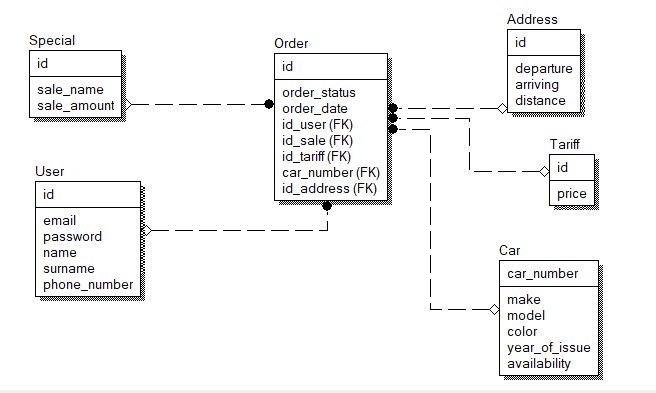 Special
id
sale_name
sale_amount
Order
id
order_status
order_date
id_user (FK)
id_sale (FK)
id_tariff (FK)
car_number (FK)
id_address (FK)
Address
id
departure
arriving
distance
Tariff
id
price
User
id
email
password
name
surname
phone_number
Car
car_number
make
model
color
year_of_issue
availability